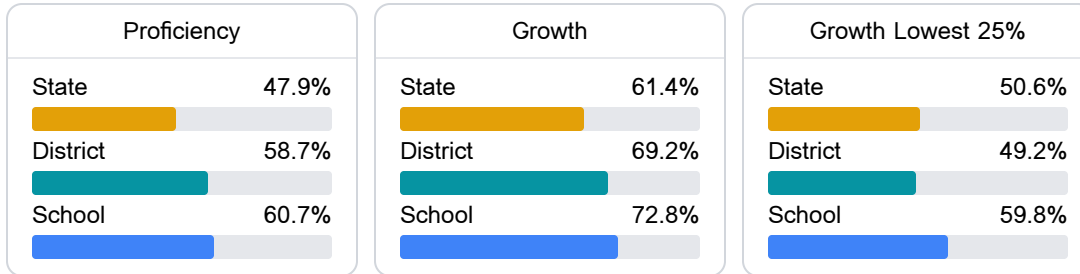 Proficiency
State 47.9%
District 58.7%
School 60.7%
Growth
State 61.4%
District 69.2%
School 72.8%
Growth Lowest 25%
State 50.6%
District 49.2%
School 59.8%